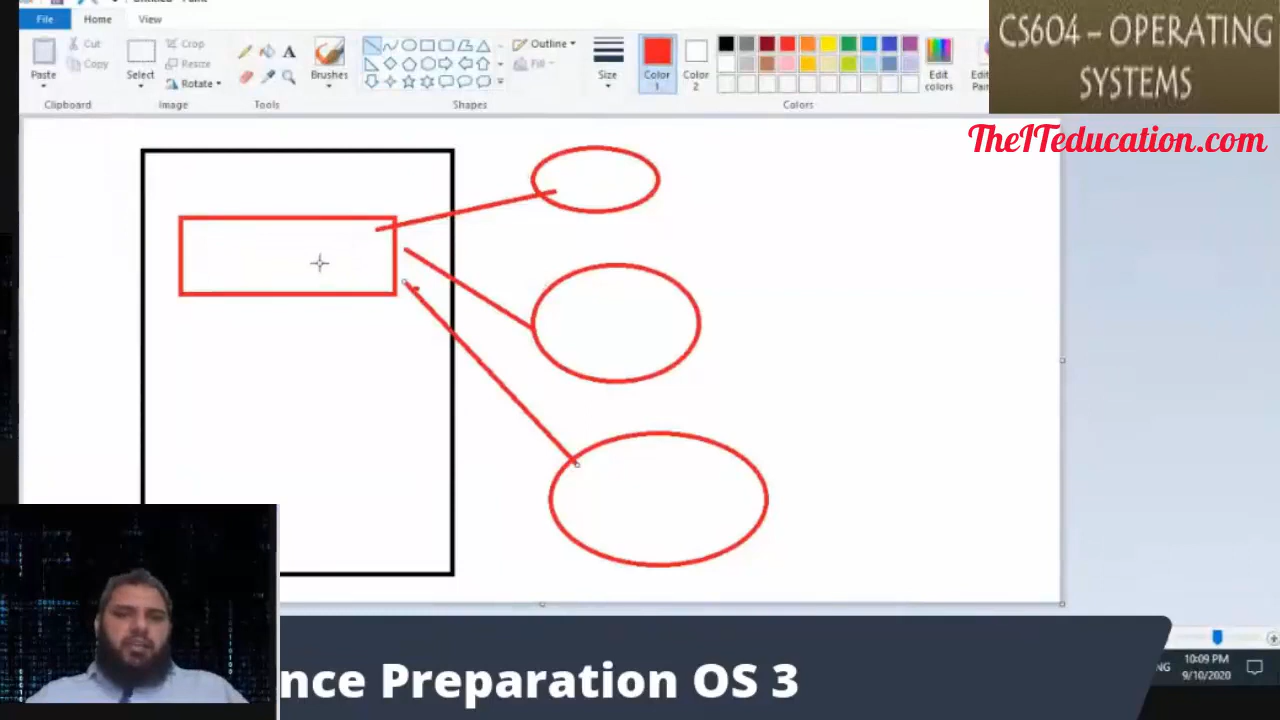 File
Home
View
Paste
Cut
Copy
Clipboard
Select
Crop
Resize
Rotate
Image
A
Tools
Brushes
Shapes
Outline
Fill
Size
Color
1
Color
2
Colors
Edit
colors
Edit
CS604 – OPERATING
SYSTEMS
TheITeducation.com
nce Preparation OS 3
10:09 PM
9/10/2020